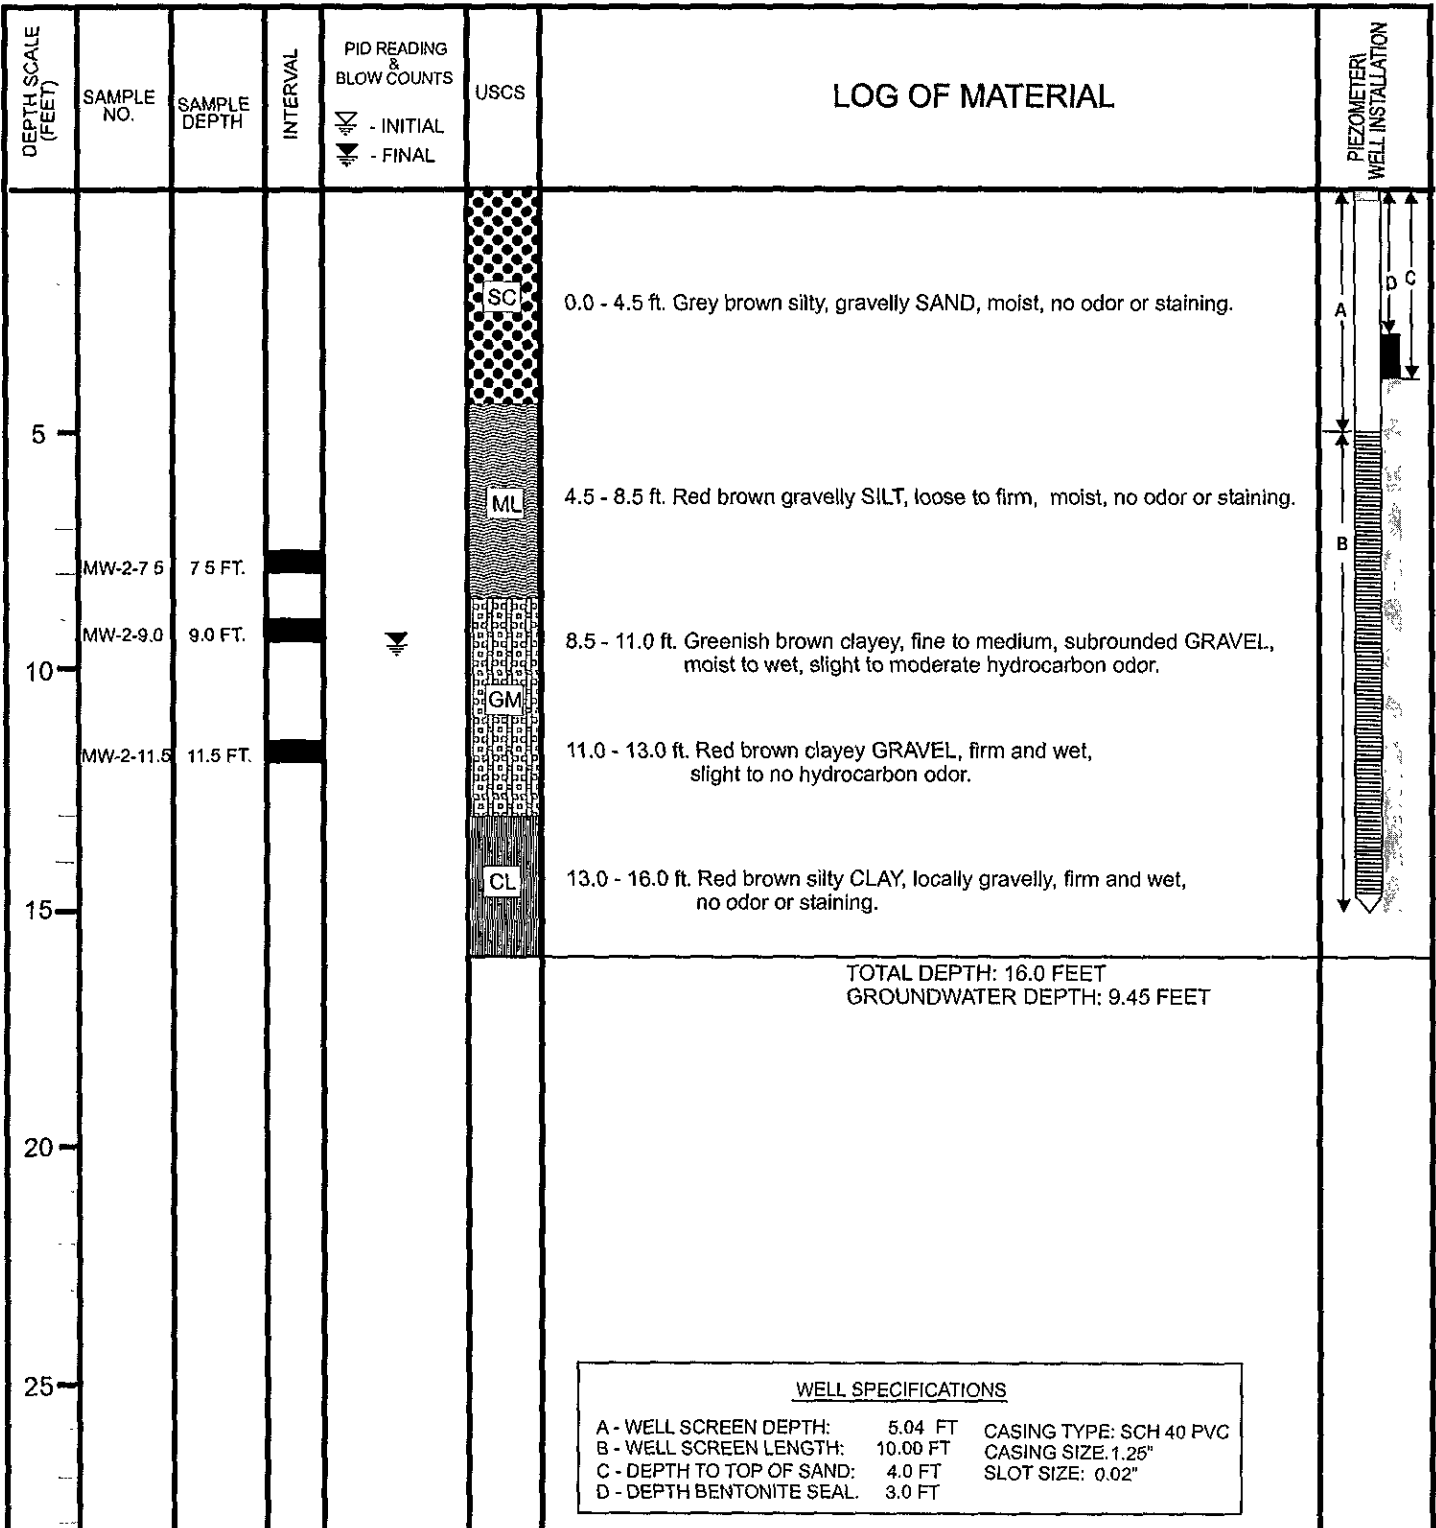 DEPTH SCALE
(FEET)
SAMPLE
NO.
SAMPLE
DEPTH
INTERVAL
PID READING
&
BLOW COUNTS
- INITIAL
- FINAL
USCS
LOG OF MATERIAL
PIEZOMETER\
WELL INSTALLATION
SC
0.0 - 4.5 ft. Grey brown silty, gravelly SAND, moist, no odor or staining.
A
D
C
5
ML
4.5 - 8.5 ft. Red brown gravelly SILT, loose to firm, moist, no odor or staining.
B
MW-2-7 5
7 5 FT.
MW-2-9.0
9.0 FT.
8.5 - 11.0 ft. Greenish brown clayey, fine to medium, subrounded GRAVEL,
moist to wet, slight to moderate hydrocarbon odor.
10
GM
MW-2-11.5
11.5 FT.
11.0 - 13.0 ft. Red brown clayey GRAVEL, firm and wet,
slight to no hydrocarbon odor.
CL
13.0 - 16.0 ft. Red brown silty CLAY, locally gravelly, firm and wet,
no odor or staining.
15
TOTAL DEPTH: 16.0 FEET
GROUNDWATER DEPTH: 9.45 FEET
20
25
WELL SPECIFICATIONS
A - WELL SCREEN DEPTH: 5.04 FT
B - WELL SCREEN LENGTH: 10.00 FT
C - DEPTH TO TOP OF SAND: 4.0 FT
D - DEPTH BENTONITE SEAL. 3.0 FT
CASING TYPE: SCH 40 PVC
CASING SIZE. 1.25"
SLOT SIZE: 0.02"